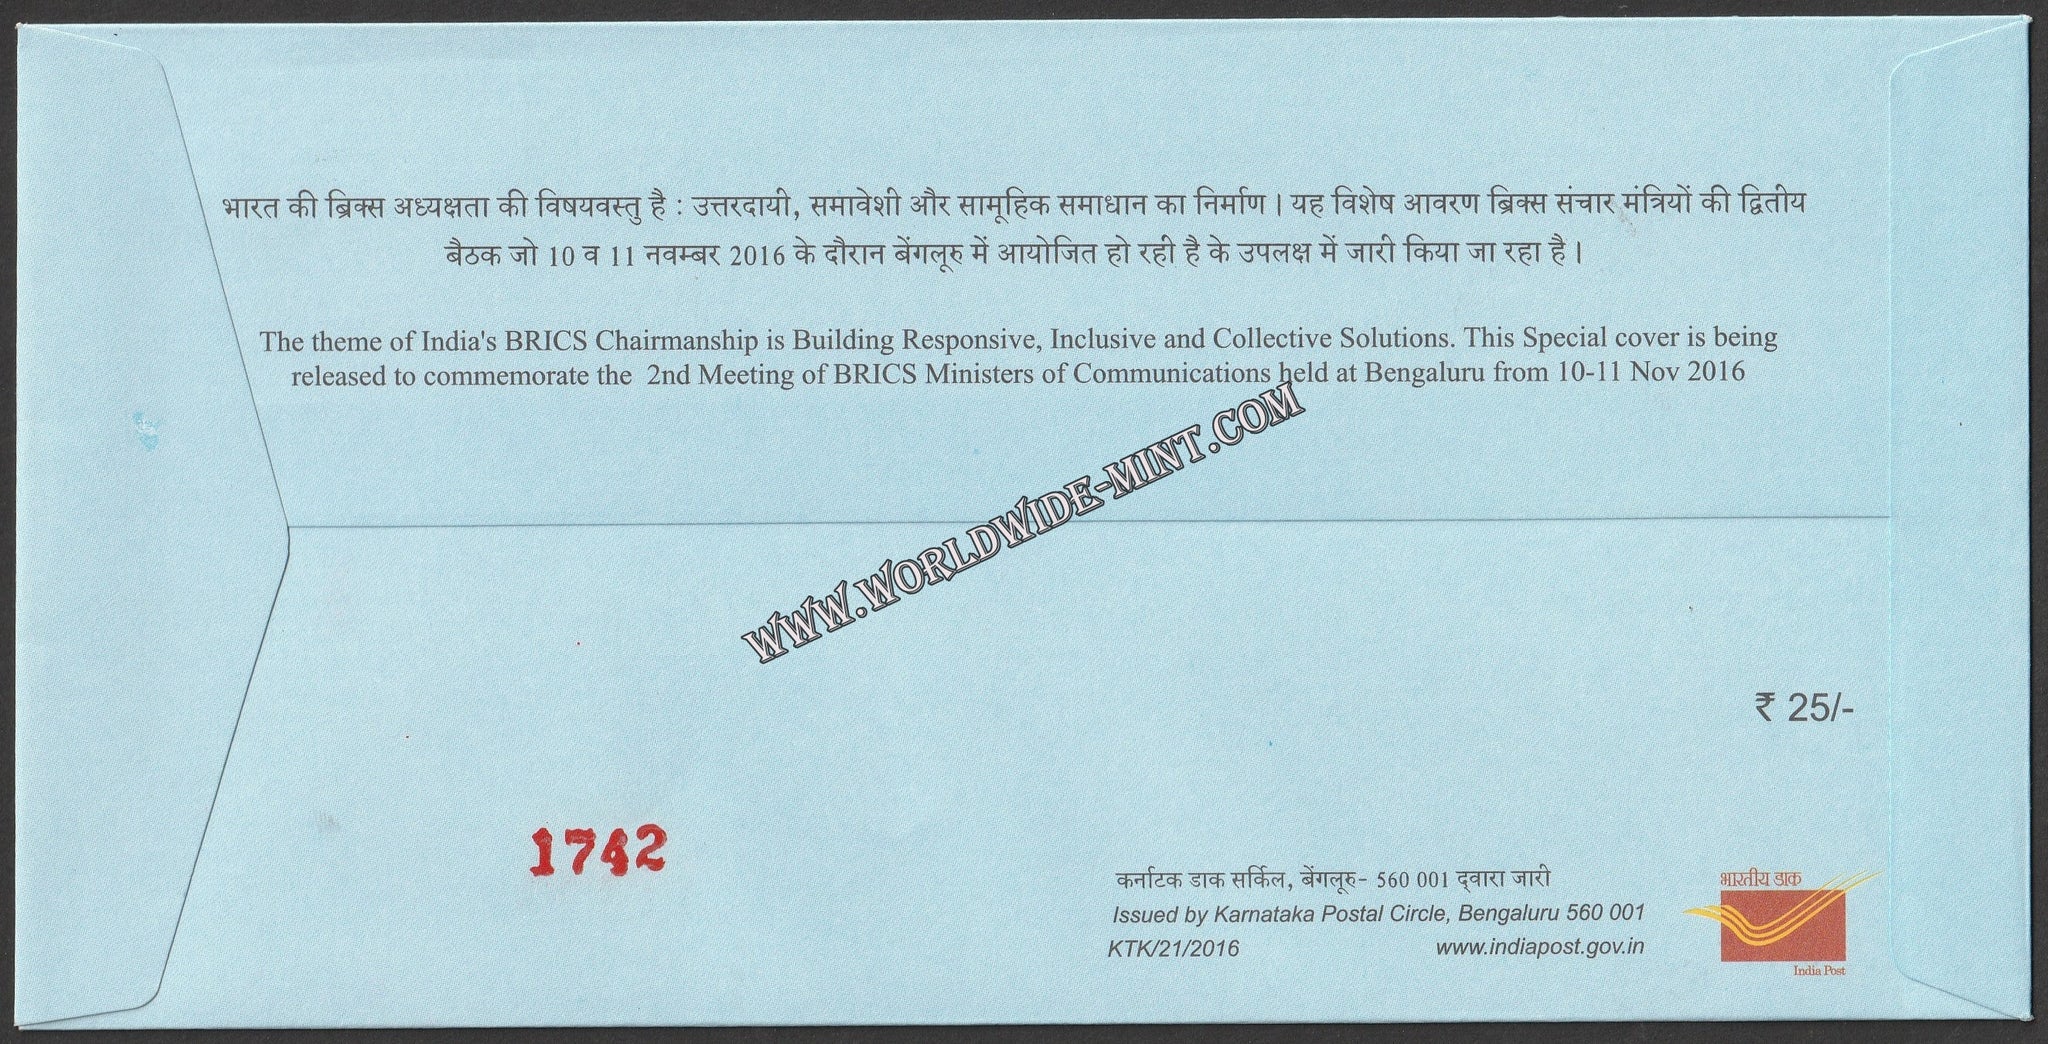 भारत की ब्रिक्स अध्यक्षता की विषयवस्तु है : उत्तरदायी, समावेशी और सामूहिक समाधान का निर्माण । यह विशेष आवरण ब्रिक्स संचार मंत्रियों की द्वितीय
बैठक जो 10 व 11 नवम्बर 2016 के दौरान बेंगलूरु में आयोजित हो रही है के उपलक्ष में जारी किया जा रहा है ।
The theme of India's BRICS Chairmanship is Building Responsive, Inclusive and Collective Solutions. This Special cover is being
released to commemorate the 2nd Meeting of BRICS Ministers of Communications held at Bengaluru from 10-11 Nov 2016
WWW.WORLDWIDE-MINT.COM
₹ 25/-
1742
कर्नाटक डाक सर्किल, बेंगलूरु- 560 001 द्वारा जारी
Issued by Karnataka Postal Circle, Bengaluru 560 001
KTK/21/2016 www.indiapost.gov.in
भारतीय डाक
India Post